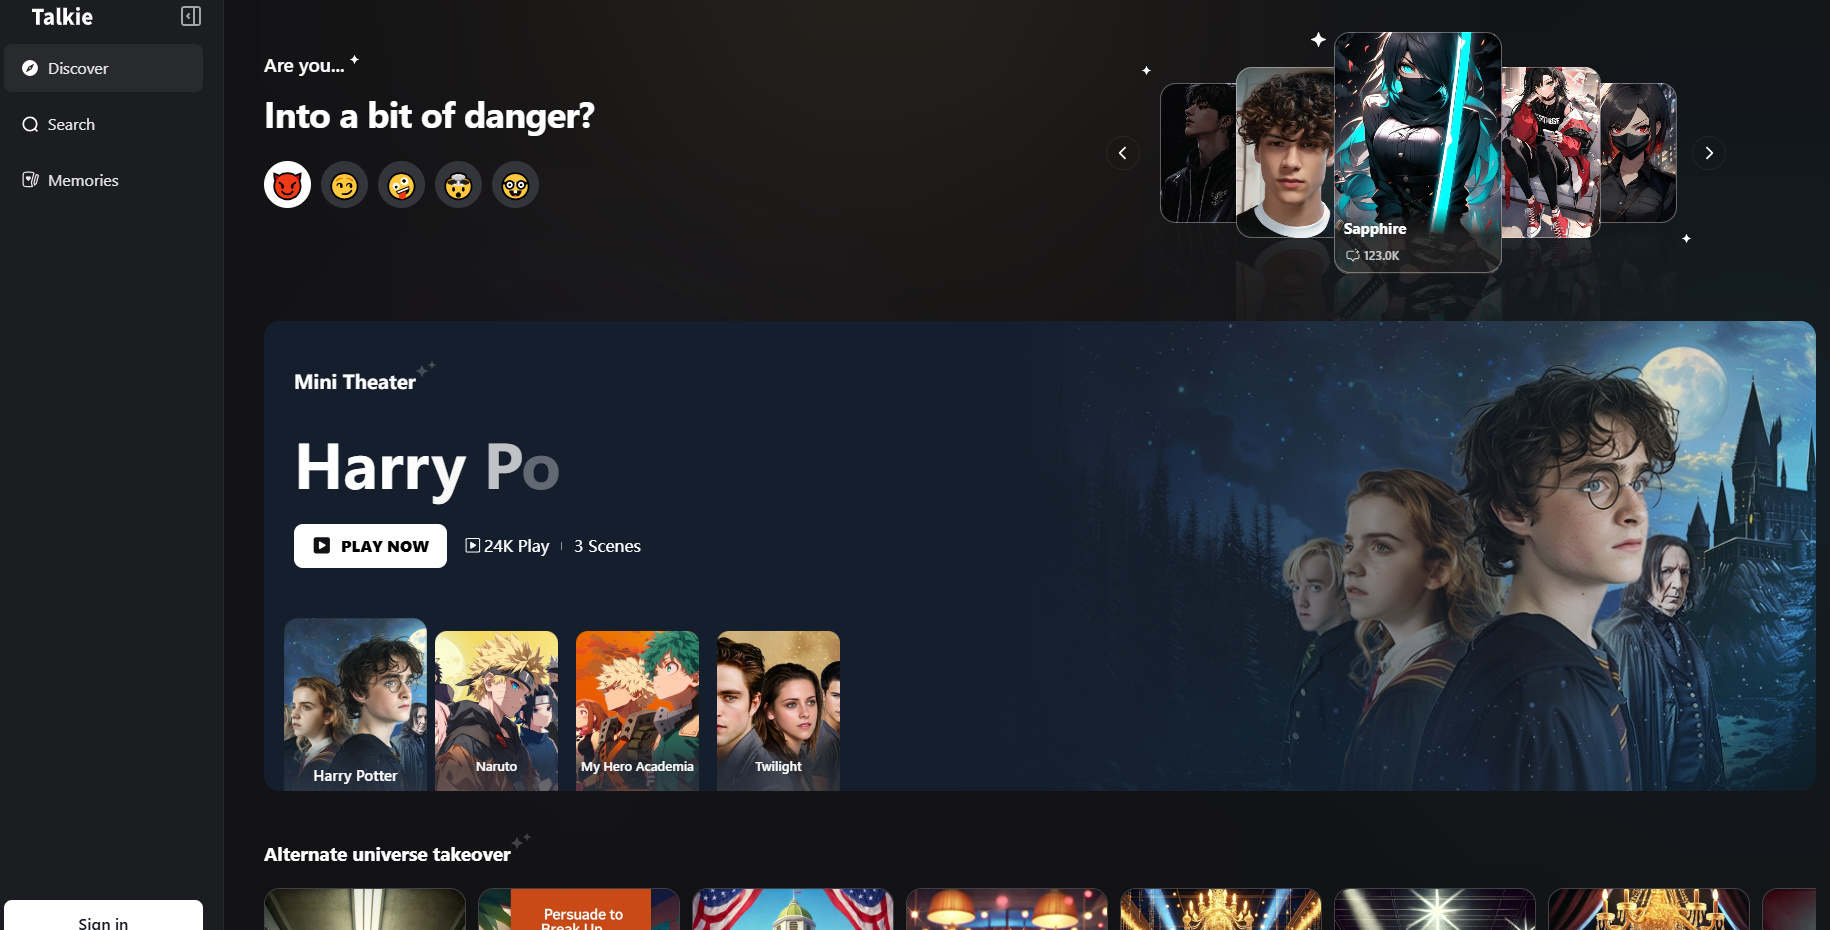 Talkie
Discover
Search
Memories
Sign in
Are you...
Into a bit of danger?
Sapphire
123.0K
Mini Theater
Harry Po
PLAY NOW
24K Play
3 Scenes
Harry Potter
Naruto
My Hero Academia
Twilight
Alternate universe takeover
Persuade to
Break Up